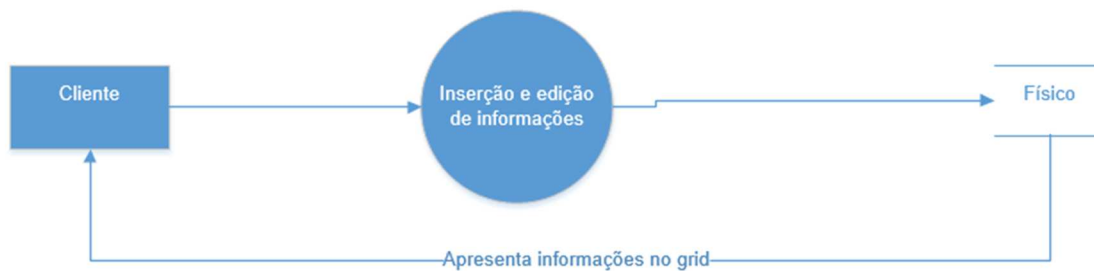 Cliente
Inserção e edição
de informações
Físico
Apresenta informações no grid